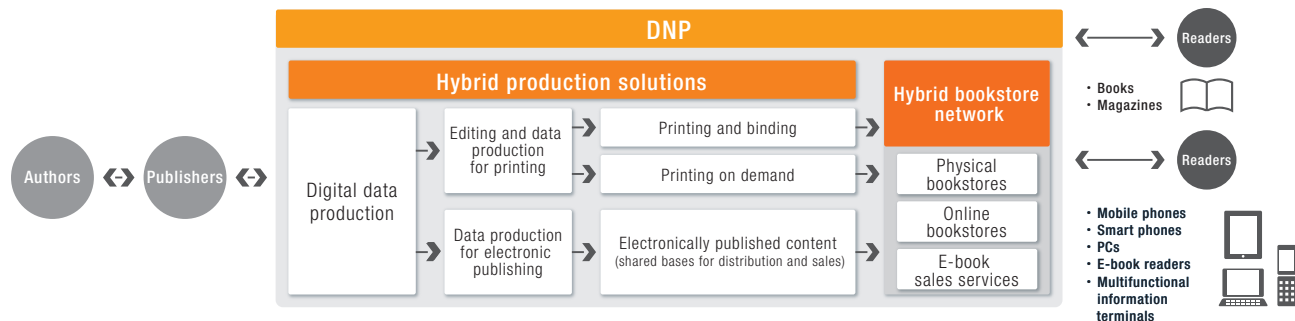 DNP
Hybrid production solutions
Authors
Publishers
Digital data
production
Editing and data
production
for printing
Data production
for electronic
publishing
Printing and binding
Printing on demand
Electronically published content
(shared bases for distribution and sales)
Hybrid bookstore
network
Physical
bookstores
Online
bookstores
E-book
sales services
Readers
• Books
• Magazines
Readers
• Mobile phones
• Smart phones
• PCs
• E-book readers
• Multifunctional
information
terminals